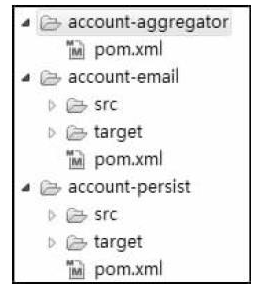 account-aggregator
pom.xml
account-email
src
target
pom.xml
account-persist
src
target
pom.xml